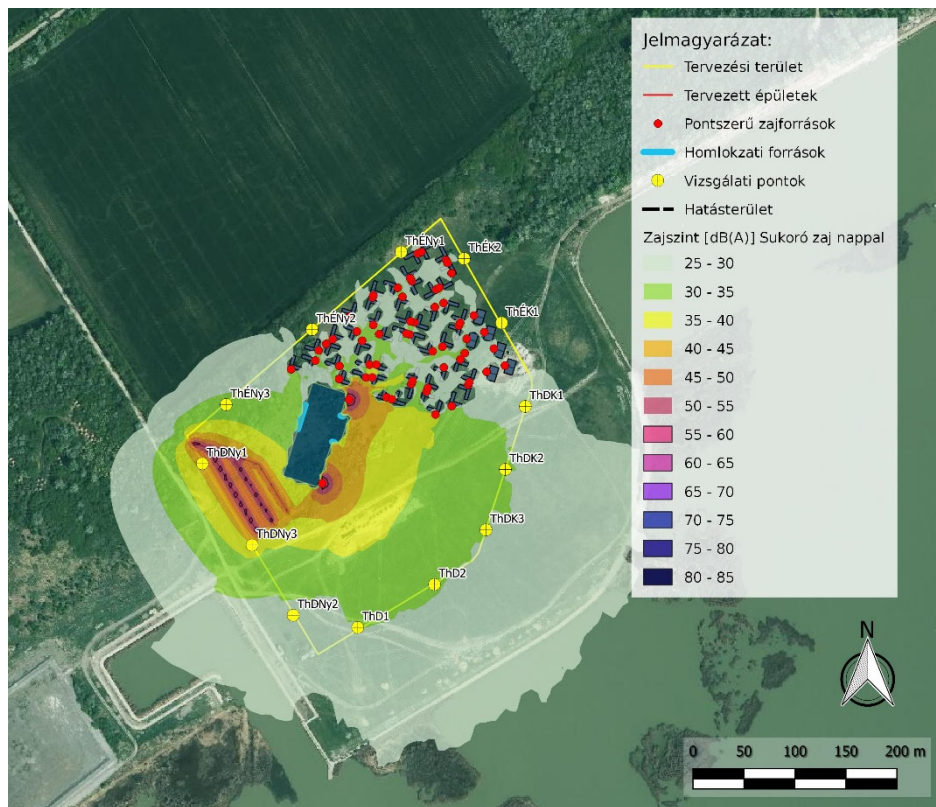 Jelmagyarázat:
Tervezési terület
Tervezett épületek
Pontszerű zajforrások
Homlokzati források
Vizsgálati pontok
Hatásterület
Zajszint [dB(A)] Sukoró zaj nappal
25 - 30
30 - 35
35 - 40
40 - 45
45 - 50
50 - 55
55 - 60
60 - 65
65 - 70
70 - 75
75 - 80
80 - 85
ThÉNy1
ThÉK2
ThÉK1
ThÉNy2
ThÉNy3
ThDK1
ThDNy1
ThDK2
ThDK3
ThDNy3
ThD2
ThDNy2
ThD1
N
0 50 100 150 200 m